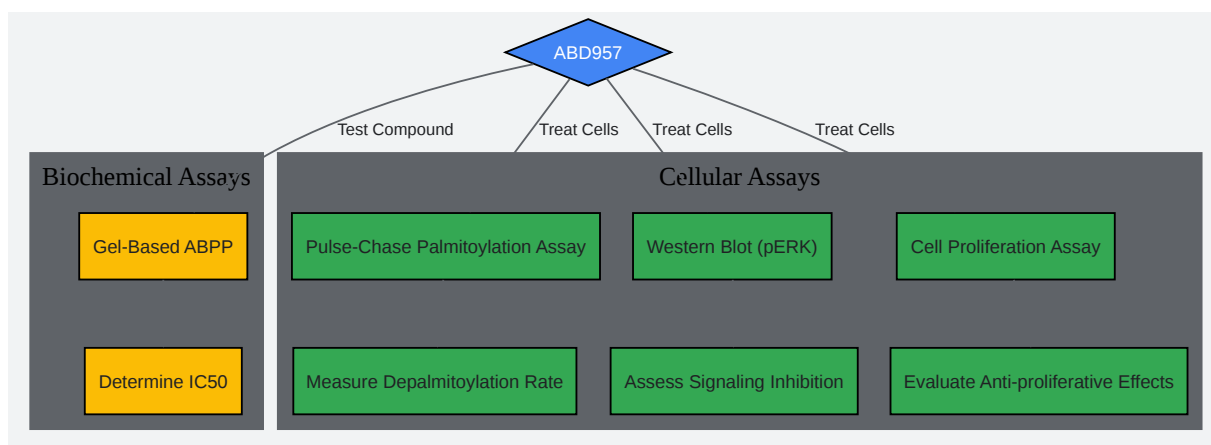 ABD957
Test Compound
Treat Cells
Treat Cells
Treat Cells
Biochemical Assays
Cellular Assays
Gel-Based ABPP
Pulse-Chase Palmitoylation Assay
Western Blot (pERK)
Cell Proliferation Assay
Determine IC50
Measure Depalmitoylation Rate
Assess Signaling Inhibition
Evaluate Anti-proliferative Effects